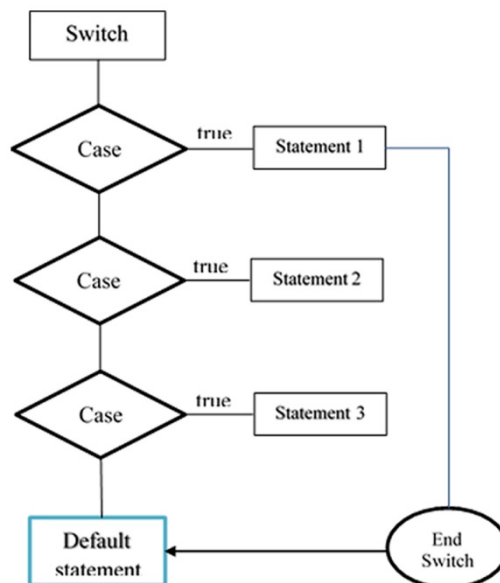 Switch
Case
true
Statement 1
Case
true
Statement 2
Case
true
Statement 3
Default
statement
End
Switch